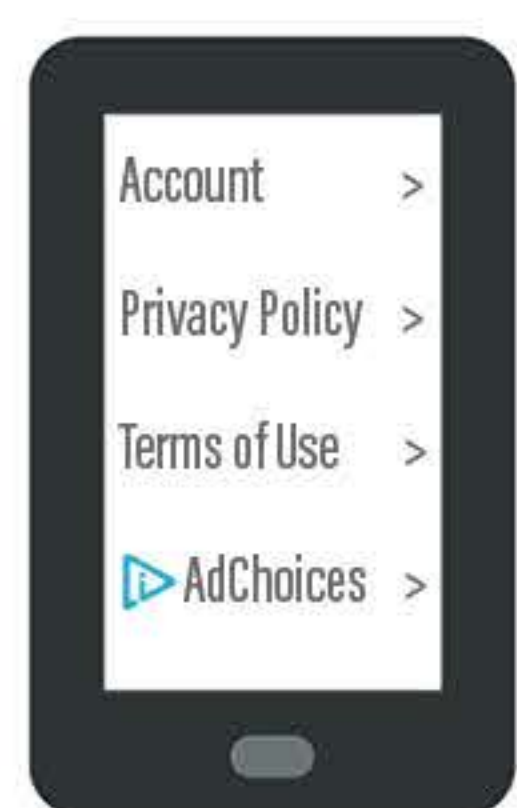 Account >
Privacy Policy >
Terms of Use >
AdChoices >